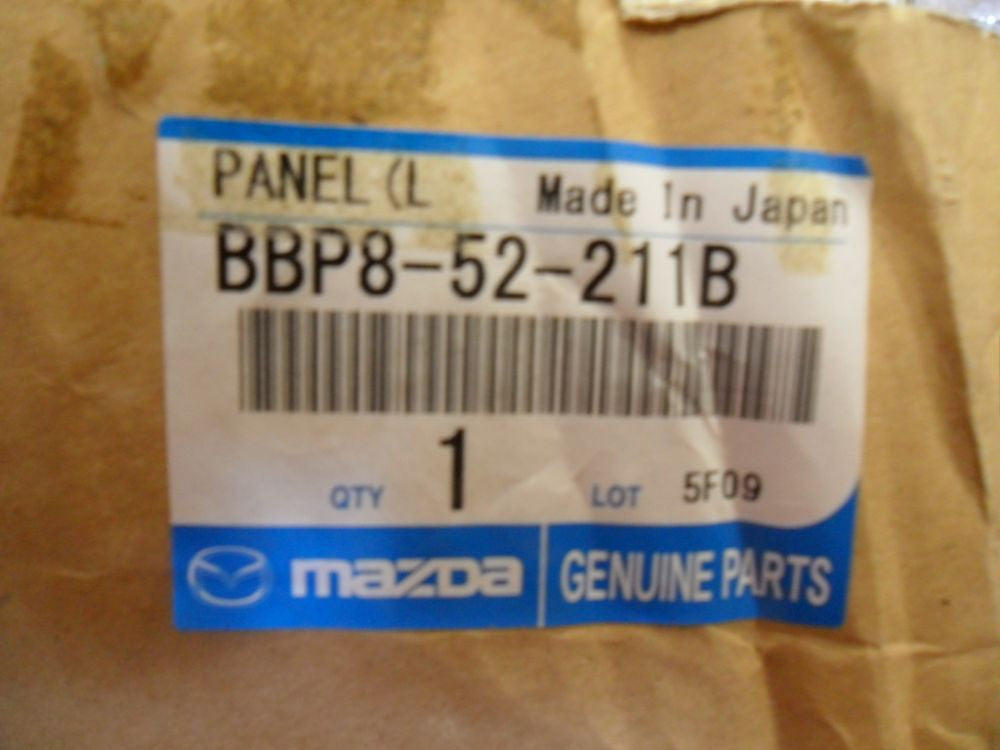 PANEL (L Made In Japan
BBP8-52-211B
QTY 1 LOT 5F09
mazda GENUINE PARTS